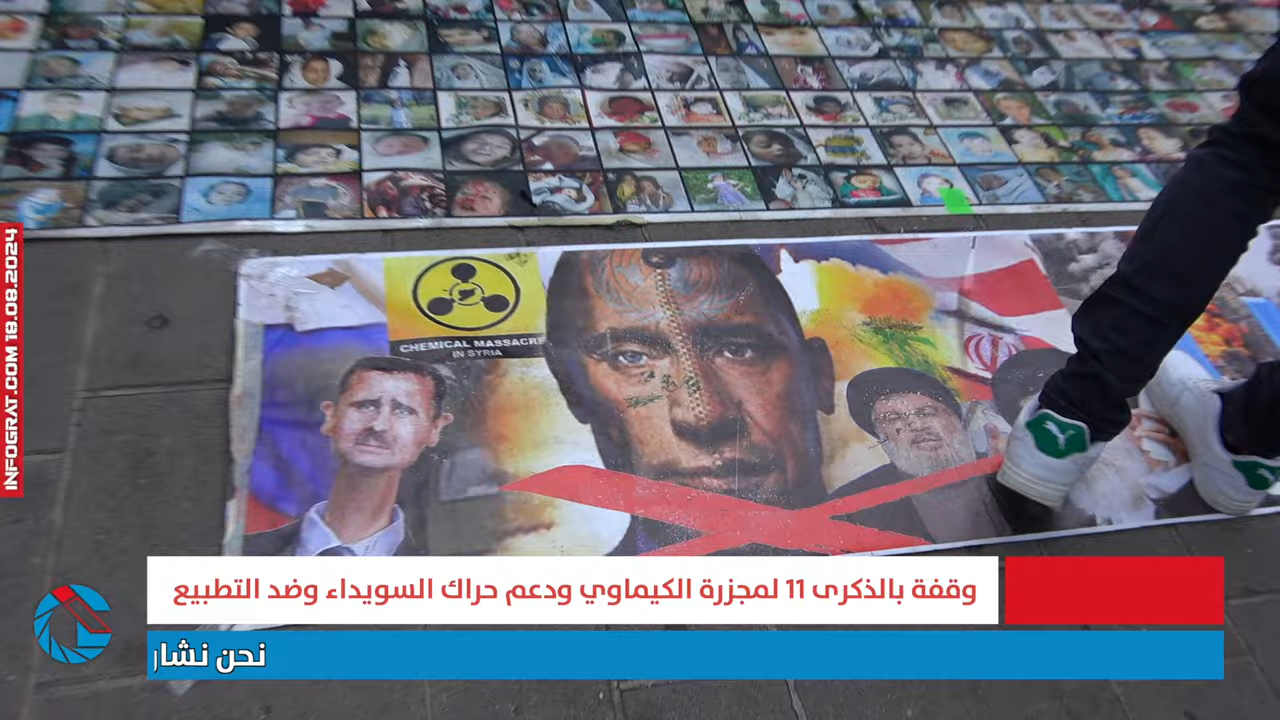 INFOGRAT.COM 18.08.2024
CHEMICAL MASSACRE
IN SYRIA
وقفة بالذكرى 11 لمجزرة الكيماوي ودعم حراك السويداء وضد التطبيع
نحن نشار